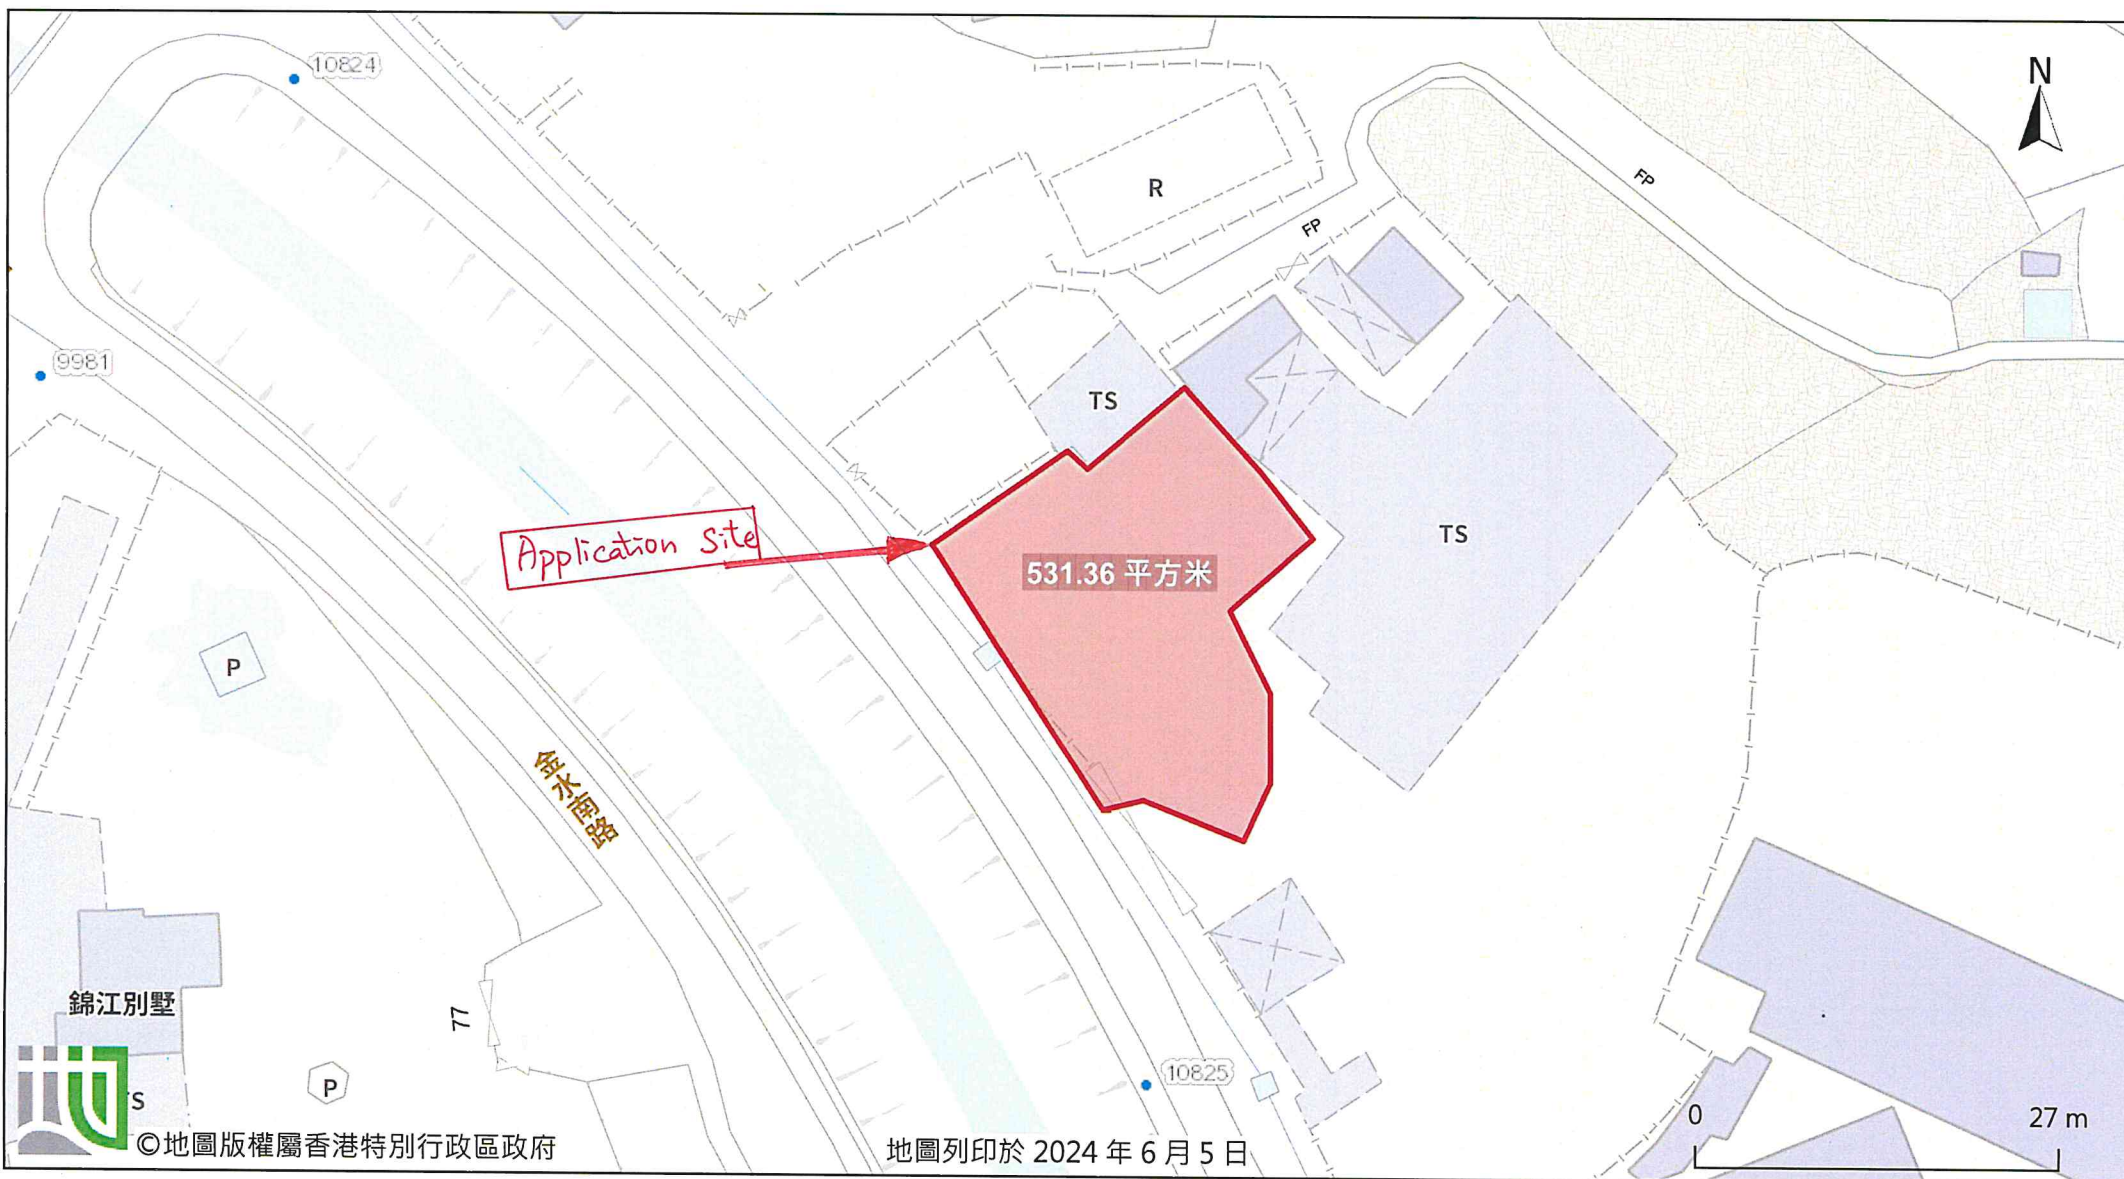 10824
N
R
FP
FP
9981
TS
Application Site
TS
531.36 平方米
P
金水南路
錦江別墅
77
P
TS
10825
0
27 m
©地圖版權屬香港特別行政區政府
地圖列印於 2024 年 6 月 5 日